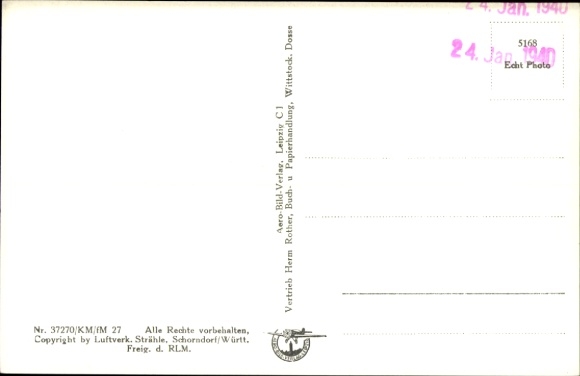 24. Jan. 1940
5168
24. Jan. 1940
Echt Photo
Aero-Bild-Verlag, Leipzig C 1
Vertrieb Herm Rother, Buch- u Papierhandlung, Wittstock. Dosse
Nr. 37270/KM/fM 27 Alle Rechte vorbehalten,
Copyright by Luftverk. Strähle, Schorndorf/Württ.
Freig. d. RLM.